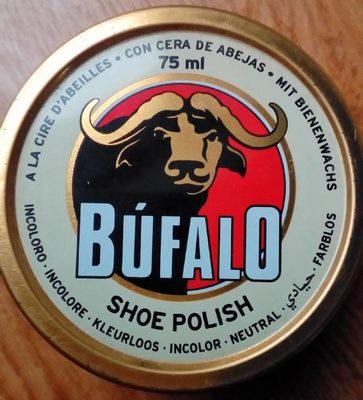 A LA CIRE D'ABEILLES · CON CERA DE ABEJAS · MIT BIENENWACHS
75 ml
BÚFALO
SHOE POLISH
INCOLORO · INCOLORE · KLEURLOOS · INCOLOR · NEUTRAL · حيادي · FARBLOS